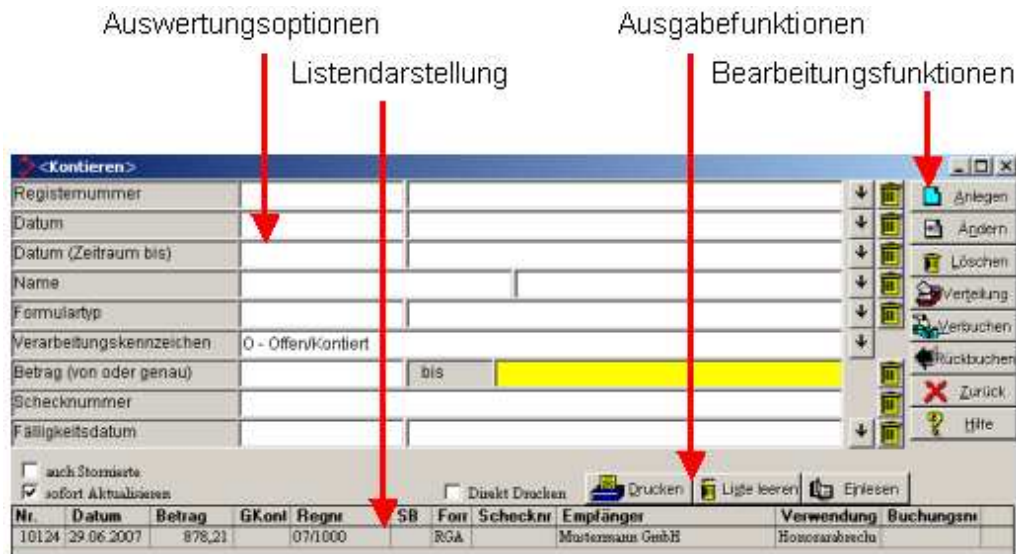 Auswertungsoptionen Ausgabefunktionen
Listendarstellung Bearbeitungsfunktionen
<Kontieren>
Registernummer Anlegen
Datum Ändern
Datum (Zeitraum bis) Löschen
Name Verteilung
Formulartyp Verbuchen
Verarbeitungskennzeichen O - Offen/Kontiert Rückbuchen
Betrag (von oder genau) bis Zurück
Schecknummer Hilfe
Fälligkeitsdatum
auch Stornierte
sofort Aktualisieren Direkt Drucken Drucken Liste leeren Einlesen
Nr. Datum Betrag GKont Regnr SB Forr Schecknr Empfänger Verwendung Buchungsnr
10124 29.06.2007 878,21 07/1000 RGA Mustermann GmbH Honorarabrechn